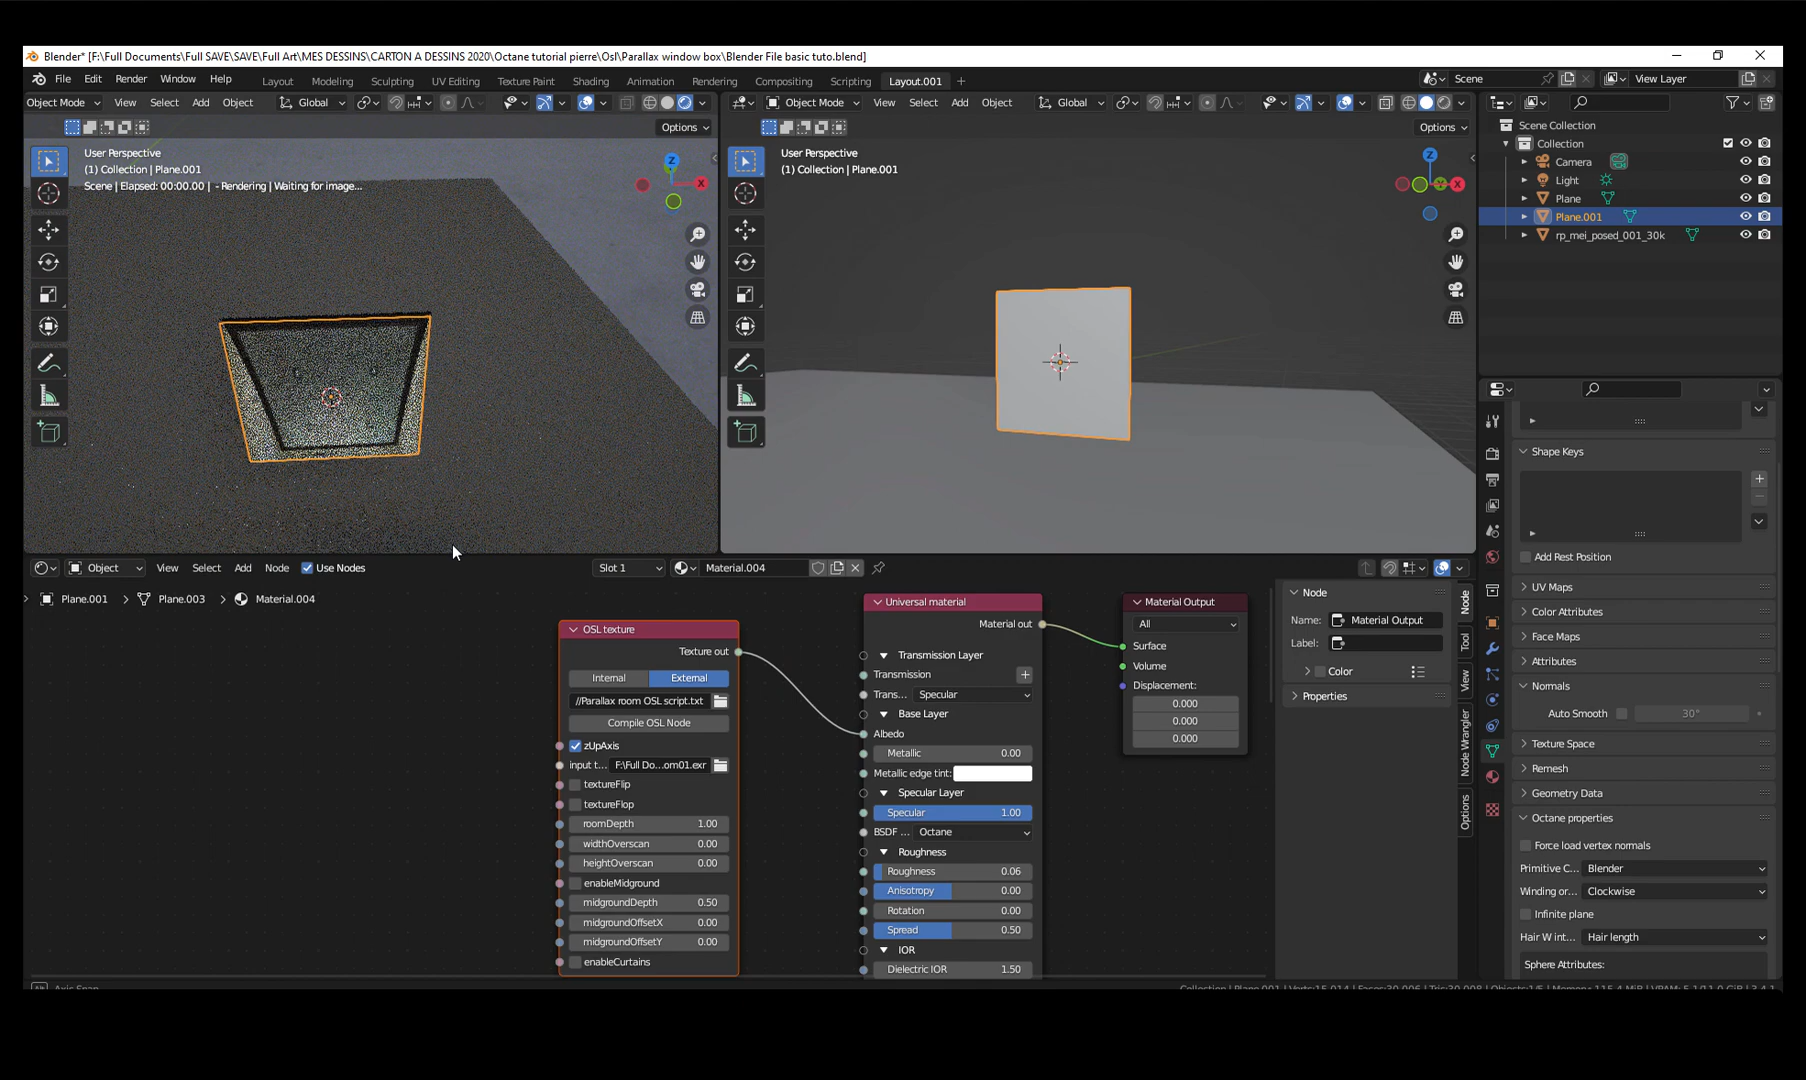 Blender* [F:\Full Documents\Full SAVE\SAVE\Full Art\MES DESSINS\CARTON A DESSINS 2020\Octane tutorial pierre\Osl\Parallax window box\Blender File basic tuto.blend]
File Edit Render Window Help Layout Modeling Sculpting UV Editing Texture Paint Shading Animation Rendering Compositing Scripting Layout.001 + Scene View Layer
Object Mode View Select Add Object Global
Object Mode View Select Add Object Global
Options
Options
User Perspective
(1) Collection | Plane.001
Scene | Elapsed: 00:00.00 | - Rendering | Waiting for image...
Z
X
User Perspective
(1) Collection | Plane.001
Z
Y
X
Scene Collection
Collection
Camera
Light
Plane
Plane.001
rp_mei_posed_001_30k
Object View Select Add Node Use Nodes Slot 1 Material.004
Plane.001 > Plane.003 > Material.004
OSL texture
Texture out
Internal External
//Parallax room OSL script.txt
Compile OSL Node
zUpAxis
input t... F:\Full Do...om01.exr
textureFlip
textureFlop
roomDepth 1.00
widthOverscan 0.00
heightOverscan 0.00
enableMidground
midgroundDepth 0.50
midgroundOffsetX 0.00
midgroundOffsetY 0.00
enableCurtains
Universal material
Material out
Transmission Layer
Transmission
Trans... Specular
Base Layer
Albedo
Metallic 0.00
Metallic edge tint:
Specular Layer
Specular 1.00
BSDF ... Octane
Roughness
Roughness 0.06
Anisotropy 0.00
Rotation 0.00
Spread 0.50
IOR
Dielectric IOR 1.50
Material Output
All
Surface
Volume
Displacement:
0.000
0.000
0.000
Node
Name: Material Output
Label:
Color
Properties
Node
Tool
View
Node Wrangler
Options
Shape Keys
Add Rest Position
UV Maps
Color Attributes
Face Maps
Attributes
Normals
Auto Smooth 30°
Texture Space
Remesh
Geometry Data
Octane properties
Force load vertex normals
Primitive C... Blender
Winding or... Clockwise
Infinite plane
Hair W int... Hair length
Sphere Attributes: